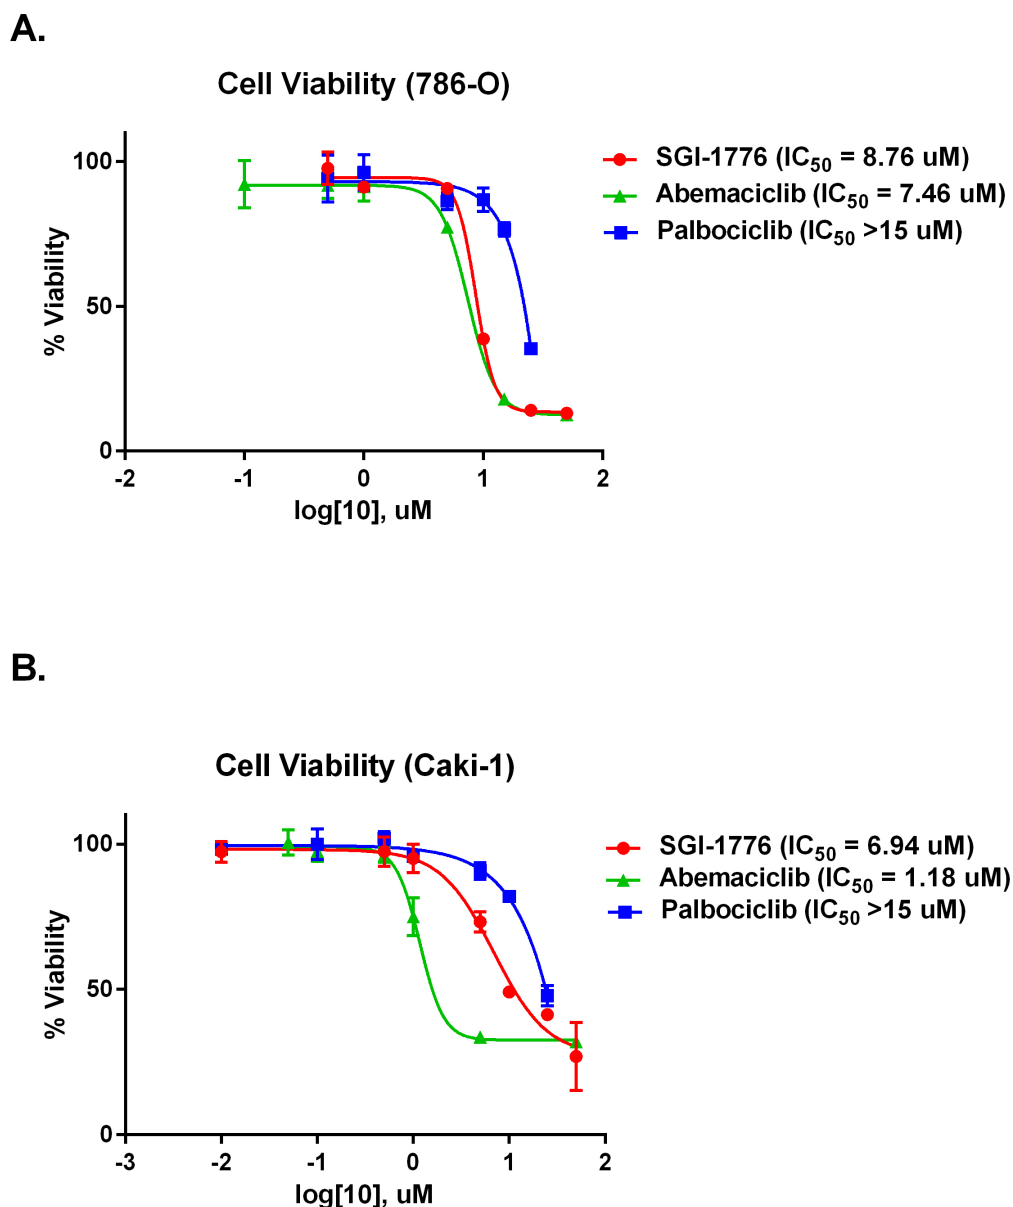 A.
Cell Viability (786-O)
100
50
0
% Viability
-2 -1 0 1 2
log[10], uM
SGI-1776 (IC50 = 8.76 uM)
Abemaciclib (IC50 = 7.46 uM)
Palbociclib (IC50 >15 uM)
B.
Cell Viability (Caki-1)
100
50
0
% Viability
-3 -2 -1 0 1 2
log[10], uM
SGI-1776 (IC50 = 6.94 uM)
Abemaciclib (IC50 = 1.18 uM)
Palbociclib (IC50 >15 uM)